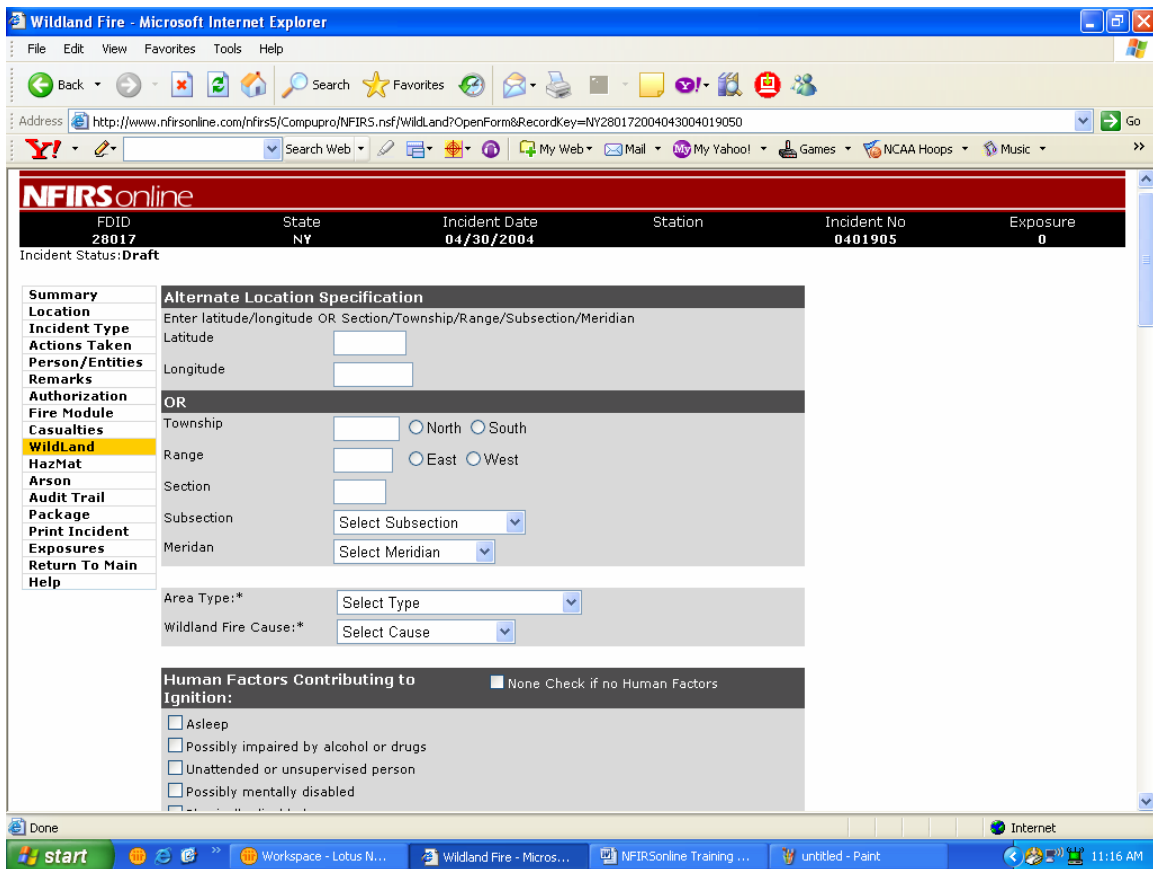 Wildland Fire - Microsoft Internet Explorer
File Edit View Favorites Tools Help
Back Search Favorites
Address http://www.nfirsonline.com/nfirs5/Compupro/NFIRS.nsf/WildLand?OpenForm&RecordKey=NY280172004043004019050 Go
Y! Search Web My Web Mail My Yahoo! Games NCAA Hoops Music »
NFIRSonline
FDID State Incident Date Station Incident No Exposure
28017 NY 04/30/2004 0401905 0
Incident Status:Draft
Summary
Location
Incident Type
Actions Taken
Person/Entities
Remarks
Authorization
Fire Module
Casualties
WildLand
HazMat
Arson
Audit Trail
Package
Print Incident
Exposures
Return To Main
Help
Alternate Location Specification
Enter latitude/longitude OR Section/Township/Range/Subsection/Meridian
Latitude
Longitude
OR
Township North South
Range East West
Section
Subsection Select Subsection
Meridan Select Meridian
Area Type:* Select Type
Wildland Fire Cause:* Select Cause
Human Factors Contributing to
Ignition:
None Check if no Human Factors
Asleep
Possibly impaired by alcohol or drugs
Unattended or unsupervised person
Possibly mentally disabled
Done Internet
start » Workspace - Lotus N... Wildland Fire - Micros... NFIRSonline Training ... untitled - Paint 11:16 AM